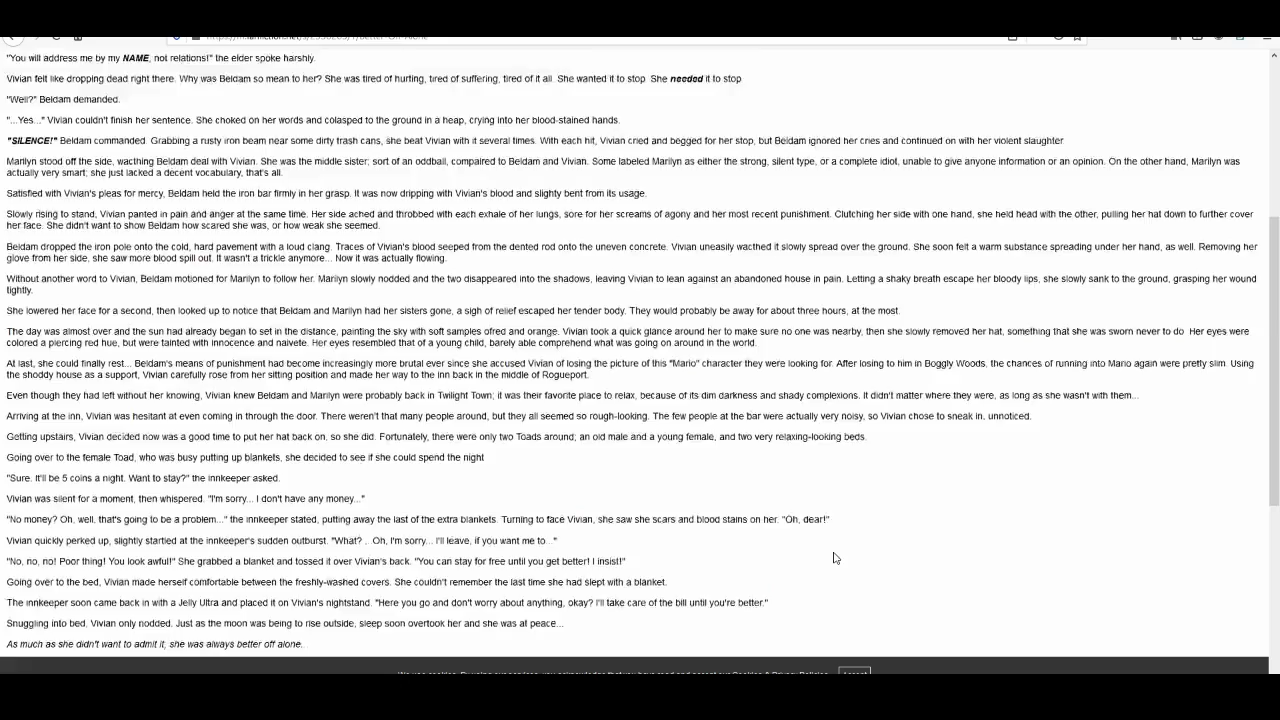 "You will address me by my NAME, not relations!" the elder spoke harshly.
Vivian felt like dropping dead right there. Why was Beldam so mean to her? She was tired of hurting, tired of suffering, tired of it all. She wanted it to stop. She needed it to stop
"Well?" Beldam demanded.
"...Yes..." Vivian couldn't finish her sentence. She choked on her words and colasped to the ground in a heap, crying into her blood-stained hands.
"SILENCE!" Beldam commanded. Grabbing a rusty iron beam near some dirty trash cans, she beat Vivian with it several times. With each hit, Vivian cried and begged for her stop, but Beldam ignored her cries and continued on with her violent slaughter
Marilyn stood off the side, wacthing Beldam deal with Vivian. She was the middle sister; sort of an oddball, compaired to Beldam and Vivian. Some labeled Marilyn as either the strong, silent type, or a complete idiot, unable to give anyone information or an opinion. On the other hand, Marilyn was
actually very smart; she just lacked a decent vocabulary, that's all.
Satisfied with Vivian's pleas for mercy, Beldam held the iron bar firmly in her grasp. It was now dripping with Vivian's blood and slighty bent from its usage.
Slowly rising to stand, Vivian panted in pain and anger at the same time. Her side ached and throbbed with each exhale of her lungs, sore for her screams of agony and her most recent punishment. Clutching her side with one hand, she held head with the other, pulling her hat down to further cover
her face. She didn't want to show Beldam how scared she was, or how weak she seemed.
Beldam dropped the iron pole onto the cold, hard pavement with a loud clang. Traces of Vivian's blood seeped from the dented rod onto the uneven concrete. Vivian uneasily wacthed it slowly spread over the ground. She soon felt a warm substance spreading under her hand, as well. Removing her
glove from her side, she saw more blood spill out. It wasn't a trickle anymore... Now it was actually flowing.
Without another word to Vivian, Beldam motioned for Marilyn to follow her. Marilyn slowly nodded and the two disappeared into the shadows, leaving Vivian to lean against an abandoned house in pain. Letting a shaky breath escape her bloody lips, she slowly sank to the ground, grasping her wound
tightly.
She lowered her face for a second, then looked up to notice that Beldam and Marilyn had her sisters gone, a sigh of relief escaped her tender body. They would probably be away for about three hours, at the most.
The day was almost over and the sun had already began to set in the distance, painting the sky with soft samples ofred and orange. Vivian took a quick glance around her to make sure no one was nearby, then she slowly removed her hat, something that she was sworn never to do. Her eyes were
colored a piercing red hue, but were tainted with innocence and naivete. Her eyes resembled that of a young child, barely able comprehend what was going on around in the world.
At last, she could finally rest... Beldam's means of punishment had become increasingly more brutal ever since she accused Vivian of losing the picture of this "Mario" character they were looking for. After losing to him in Boggly Woods, the chances of running into Mario again were pretty slim. Using
the shoddy house as a support, Vivian carefully rose from her sitting position and made her way to the inn back in the middle of Rogueport.
Even though they had left without her knowing, Vivian knew Beldam and Marilyn were probably back in Twilight Town; it was their favorite place to relax, because of its dim darkness and shady complexions. It didn't matter where they were, as long as she wasn't with them...
Arriving at the inn, Vivian was hesitant at even coming in through the door. There weren't that many people around, but they all seemed so rough-looking. The few people at the bar were actually very noisy, so Vivian chose to sneak in, unnoticed.
Getting upstairs, Vivian decided now was a good time to put her hat back on, so she did. Fortunately, there were only two Toads around; an old male and a young female, and two very relaxing-looking beds.
Going over to the female Toad, who was busy putting up blankets, she decided to see if she could spend the night
"Sure. It'll be 5 coins a night. Want to stay?" the innkeeper asked.
Vivian was silent for a moment, then whispered. "I'm sorry... I don't have any money..."
"No money? Oh, well, that's going to be a problem..." the innkeeper stated, putting away the last of the extra blankets. Turning to face Vivian, she saw she scars and blood stains on her. "Oh, dear!"
Vivian quickly perked up, slightly startled at the innkeeper's sudden outburst. "What?... Oh, I'm sorry... I'll leave, if you want me to..."
"No, no, no! Poor thing! You look awful!" She grabbed a blanket and tossed it over Vivian's back. "You can stay for free until you get better! I insist!"
Going over to the bed, Vivian made herself comfortable between the freshly-washed covers. She couldn't remember the last time she had slept with a blanket.
The innkeeper soon came back in with a Jelly Ultra and placed it on Vivian's nightstand. "Here you go and don't worry about anything, okay? I'll take care of the bill until you're better."
Snuggling into bed, Vivian only nodded. Just as the moon was being to rise outside, sleep soon overtook her and she was at peace...
As much as she didn't want to admit it; she was always better off alone.